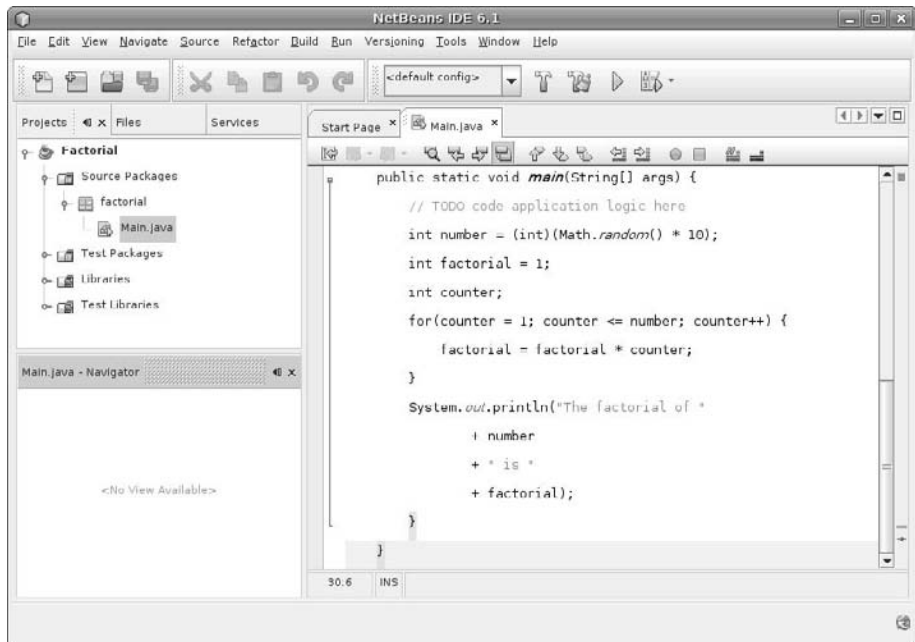 NetBeans IDE 6.1
File Edit View Navigate Source Refactor Build Run Versioning Tools Window Help
<default config>
Projects Files Services
Factorial
Source Packages
factorial
Main.java
Test Packages
Libraries
Test Libraries
Main.java - Navigator
<No View Available>
Start Page Main.java
public static void main(String[] args) {
// TODO code application logic here
int number = (int)(Math.random() * 10);
int factorial = 1;
int counter;
for(counter = 1; counter <= number; counter++) {
factorial = factorial * counter;
}
System.out.println("The factorial of "
+ number
+ " is "
+ factorial);
}
}
30:6 INS